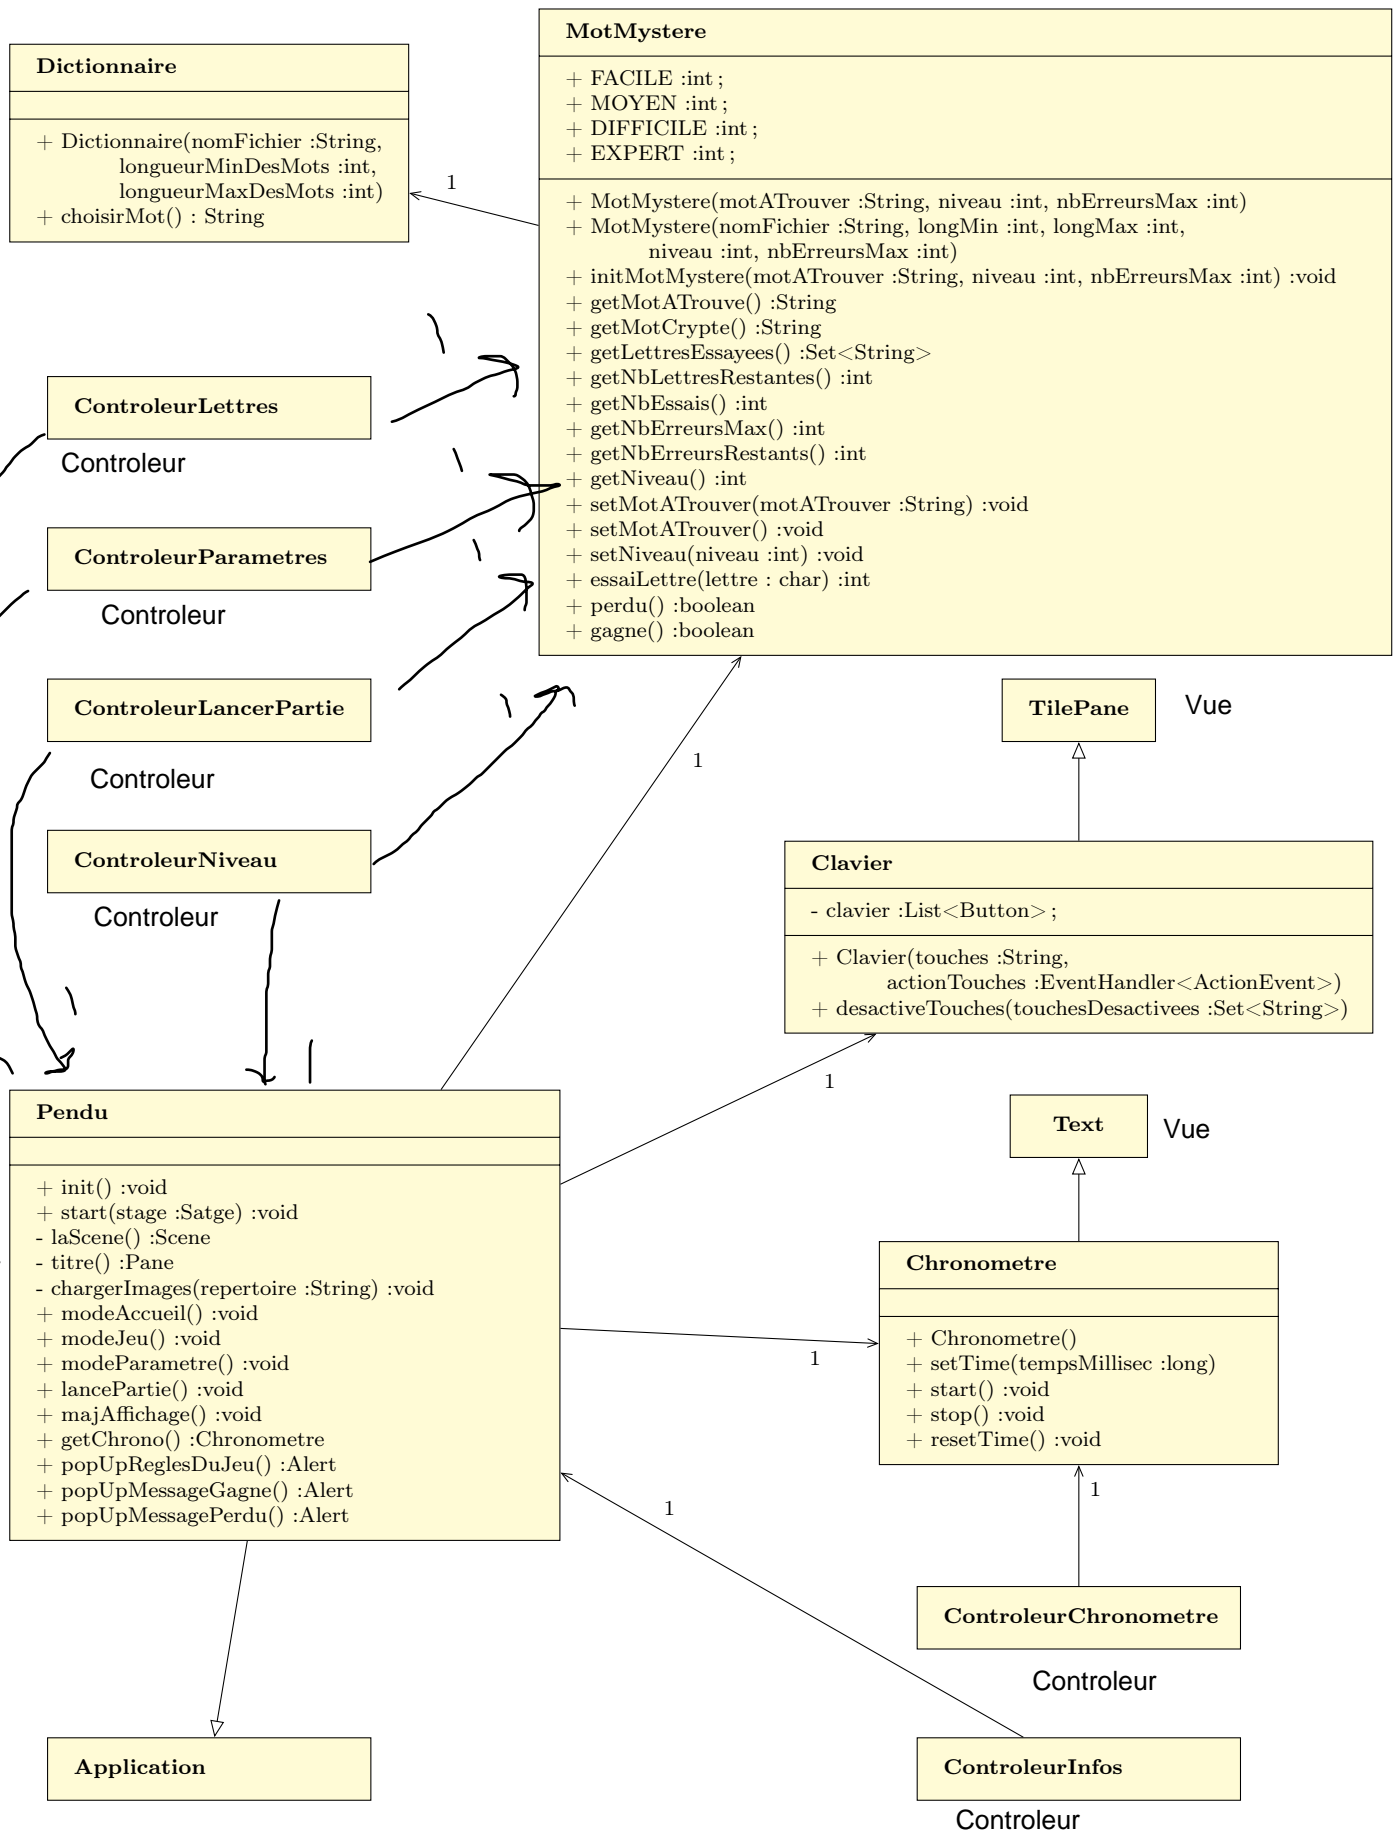 MotMystere
+ FACILE :int ;
+ MOYEN :int ;
+ DIFFICILE :int ;
+ EXPERT :int ;
+ MotMystere(motATrouver :String, niveau :int, nbErreursMax :int)
+ MotMystere(nomFichier :String, longMin :int, longMax :int,
niveau :int, nbErreursMax :int)
+ initMotMystere(motATrouver :String, niveau :int, nbErreursMax :int) :void
+ getMotATrouve() :String
+ getMotCrypte() :String
+ getLettresEssayees() :Set<String>
+ getNbLettresRestantes() :int
+ getNbEssais() :int
+ getNbErreursMax() :int
+ getNbErreursRestants() :int
+ getNiveau() :int
+ setMotATrouver(motATrouver :String) :void
+ setMotATrouver() :void
+ setNiveau(niveau :int) :void
+ essaiLettre(lettre : char) :int
+ perdu() :boolean
+ gagne() :boolean
Dictionnaire
+ Dictionnaire(nomFichier :String,
longueurMinDesMots :int,
longueurMaxDesMots :int)
+ choisirMot() : String
1
ControleurLettres
Controleur
ControleurParametres
Controleur
ControleurLancerPartie
Controleur
ControleurNiveau
Controleur
1
1
1
1
1
TilePane
Vue
Clavier
- clavier :List<Button> ;
+ Clavier(touches :String,
actionTouches :EventHandler<ActionEvent>)
+ desactiveTouches(touchesDesactivees :Set<String>)
1
1
1
Pendu
+ init() :void
+ start(stage :Satge) :void
- laScene() :Scene
- titre() :Pane
- chargerImages(repertoire :String) :void
+ modeAccueil() :void
+ modeJeu() :void
+ modeParametre() :void
+ lancePartie() :void
+ majAffichage() :void
+ getChrono() :Chronometre
+ popUpReglesDuJeu() :Alert
+ popUpMessageGagne() :Alert
+ popUpMessagePerdu() :Alert
Text
Vue
Chronometre
+ Chronometre()
+ setTime(tempsMillisec :long)
+ start() :void
+ stop() :void
+ resetTime() :void
1
1
1
ControleurChronometre
Controleur
Application
ControleurInfos
Controleur